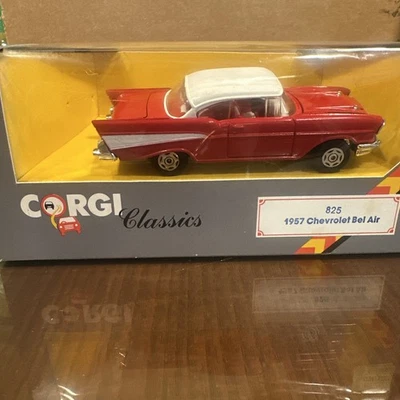 CORGI Classics
825
1957 Chevrolet Bel Air